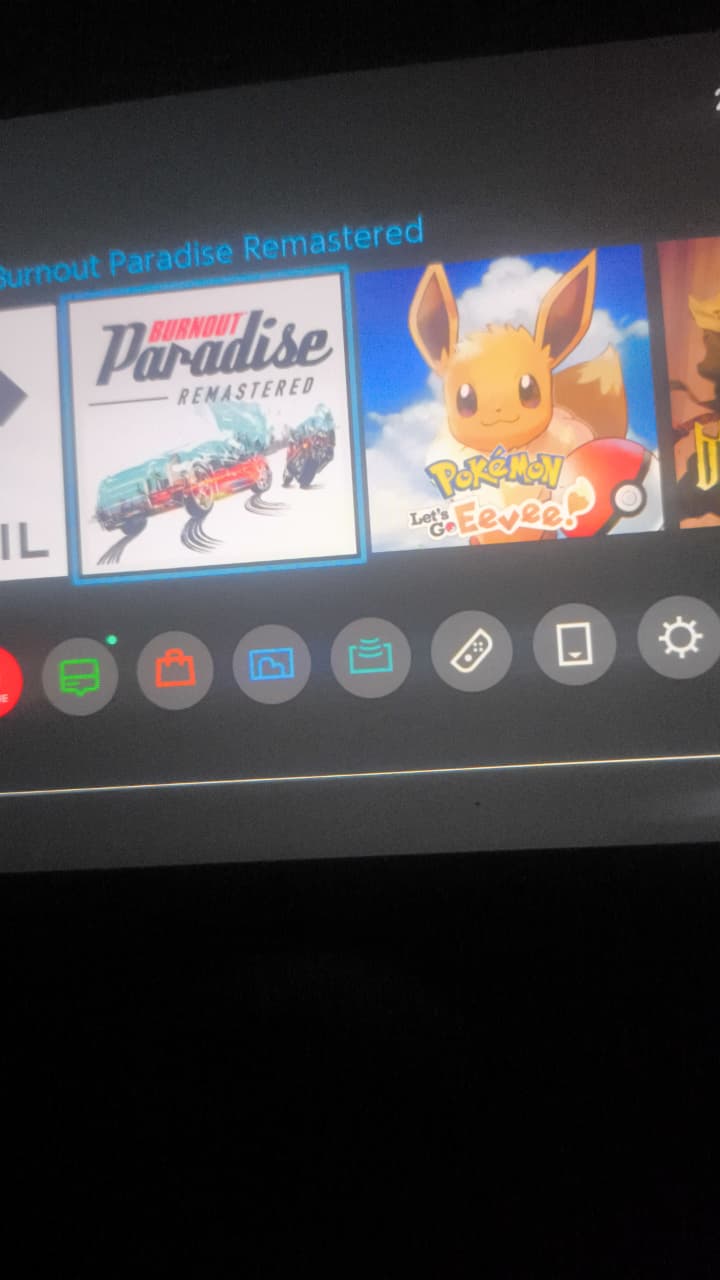 Burnout Paradise Remastered
BURNOUT
Paradise
REMASTERED
POKéMON
Let's
Go
Eevee!
IL